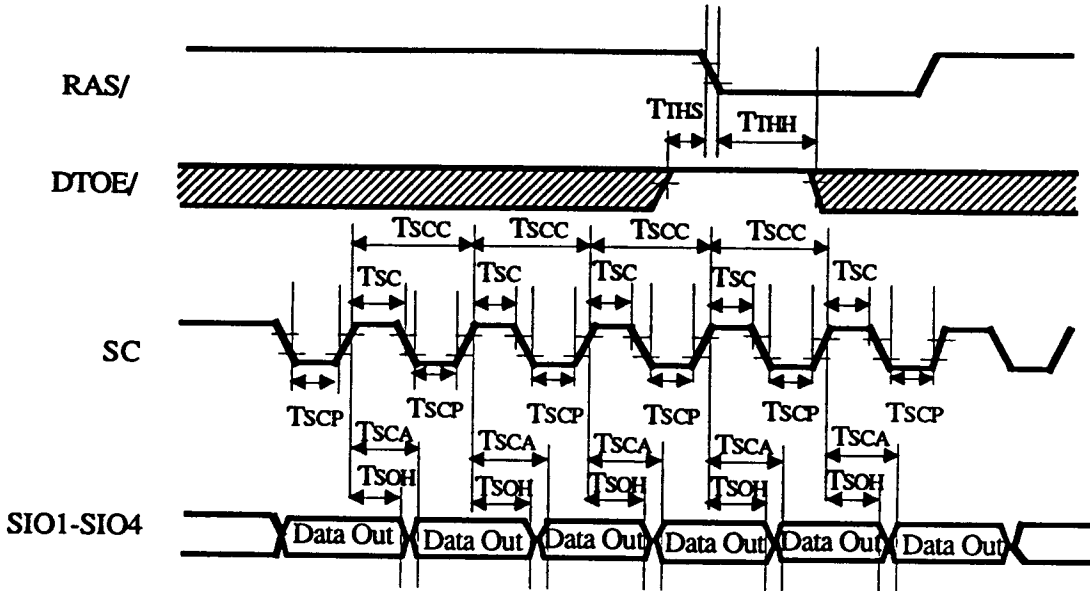 RAS/
TTHS TTHH
DTOE/
TSCC TSCC TSCC TSCC
TSC TSC TSC TSC TSC
SC
TSCP TSCP TSCP TSCP TSCP TSCP
TSCA TSCA TSCA TSCA TSCA
TSOH TSOH TSOH TSOH TSOH
SIO1-SIO4 Data Out Data Out Data Out Data Out Data Out Data Out